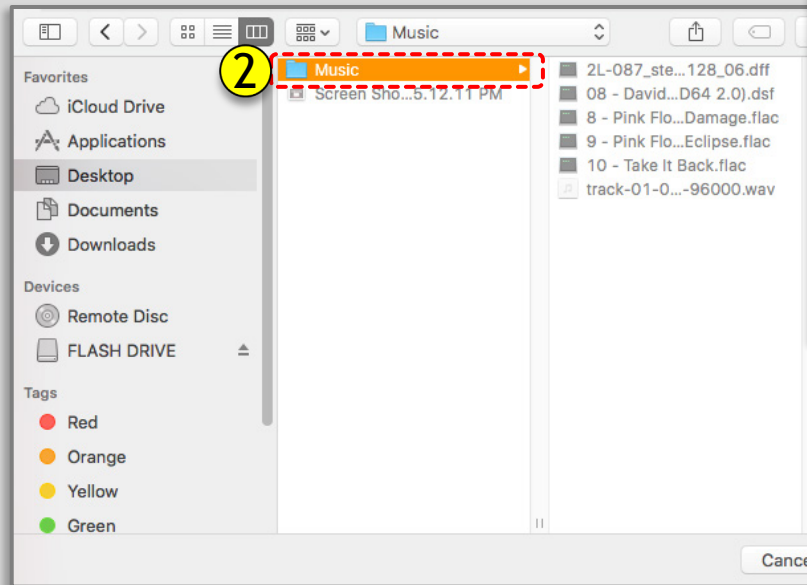 Music
Favorites
iCloud Drive
Applications
Desktop
Documents
Downloads
Devices
Remote Disc
FLASH DRIVE
Tags
Red
Orange
Yellow
Green
2
Music
Screen Sho...5.12.11 PM
2L-087_ste...128_06.dff
08 - David...D64 2.0).dsf
8 - Pink Flo...Damage.flac
9 - Pink Flo...Eclipse.flac
10 - Take It Back.flac
track-01-0...-96000.wav
Cance